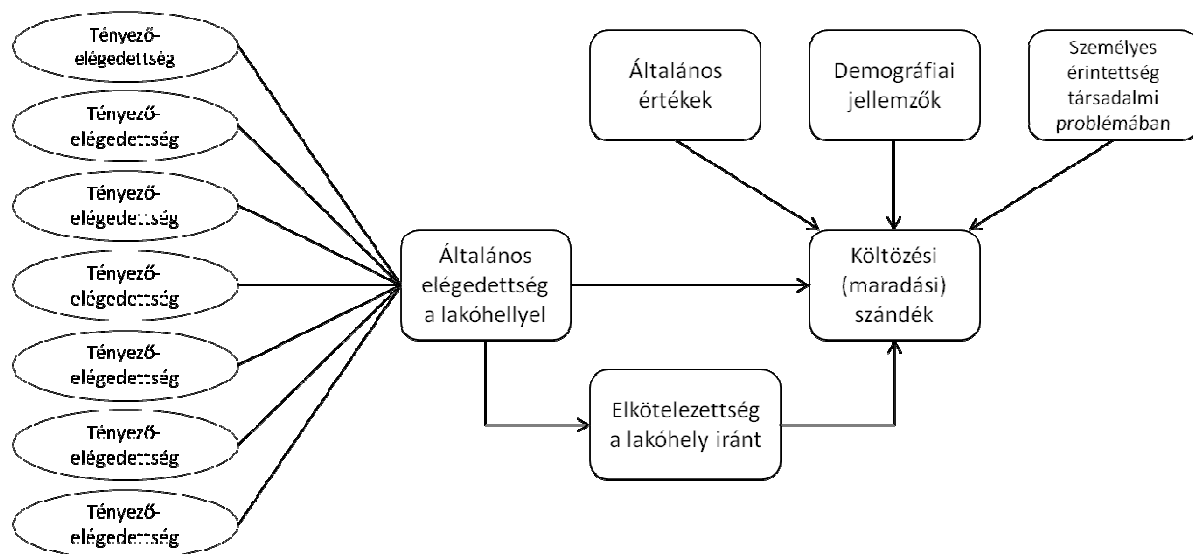 Tényező-
elégedettség
Tényező-
elégedettség
Tényező-
elégedettség
Tényező-
elégedettség
Tényező-
elégedettség
Tényező-
elégedettség
Tényező-
elégedettség
Általános
elégedettség
a lakóhellyel
Általános
értékek
Demográfiai
jellemzők
Személyes
érintettség
társadalmi
problémában
Költözési
(maradási)
szándék
Elkötelezettség
a lakóhely iránt